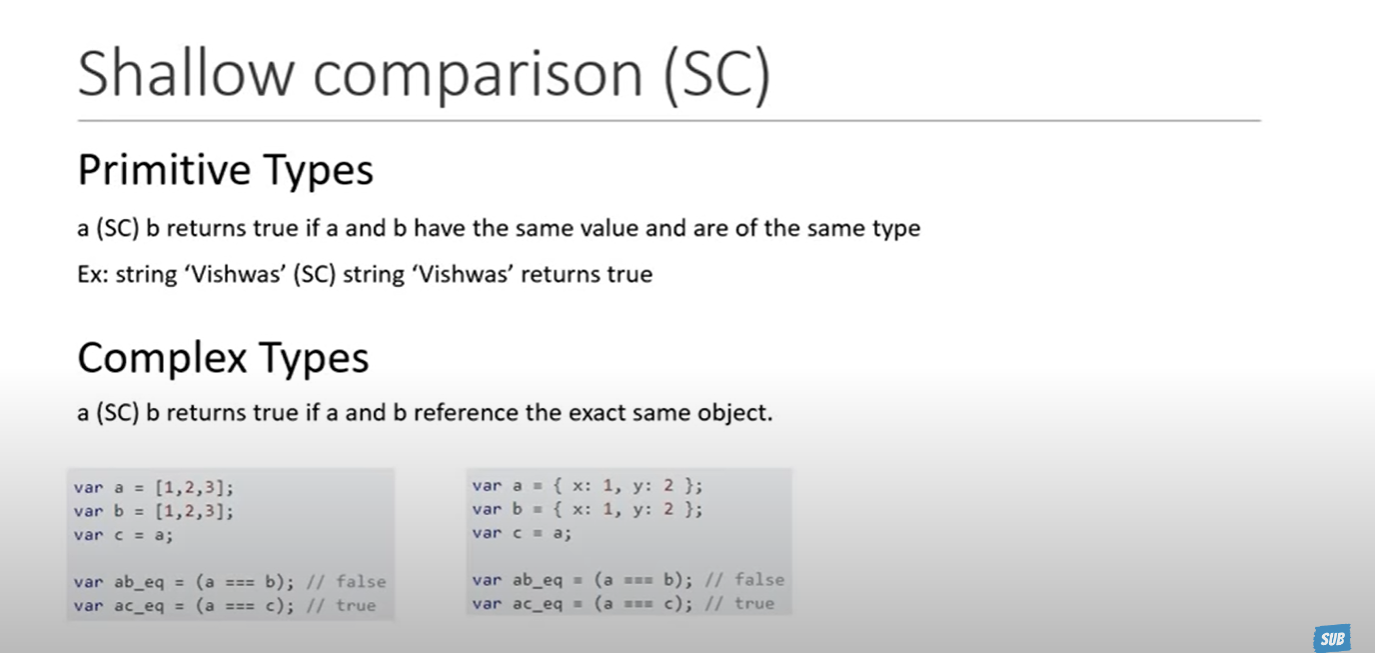 Shallow comparison (SC)
Primitive Types
a (SC) b returns true if a and b have the same value and are of the same type
Ex: string ‘Vishwas’ (SC) string ‘Vishwas’ returns true
Complex Types
a (SC) b returns true if a and b reference the exact same object.
var a = [1,2,3];
var b = [1,2,3];
var c = a;
var ab_eq = (a === b); // false
var ac_eq = (a === c); // true
var a = { x: 1, y: 2 };
var b = { x: 1, y: 2 };
var c = a;
var ab_eq = (a === b); // false
var ac_eq = (a === c); // true
SUB